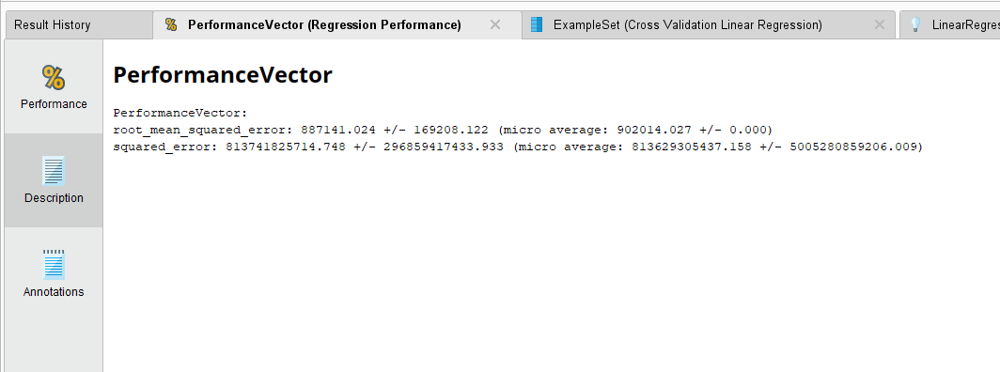 Result History
PerformanceVector (Regression Performance)
ExampleSet (Cross Validation Linear Regression)
LinearRegres
Performance
Description
Annotations
PerformanceVector
PerformanceVector:
root_mean_squared_error: 887141.024 +/- 169208.122 (micro average: 902014.027 +/- 0.000)
squared_error: 813741825714.748 +/- 296859417433.933 (micro average: 813629305437.158 +/- 5005280859206.009)